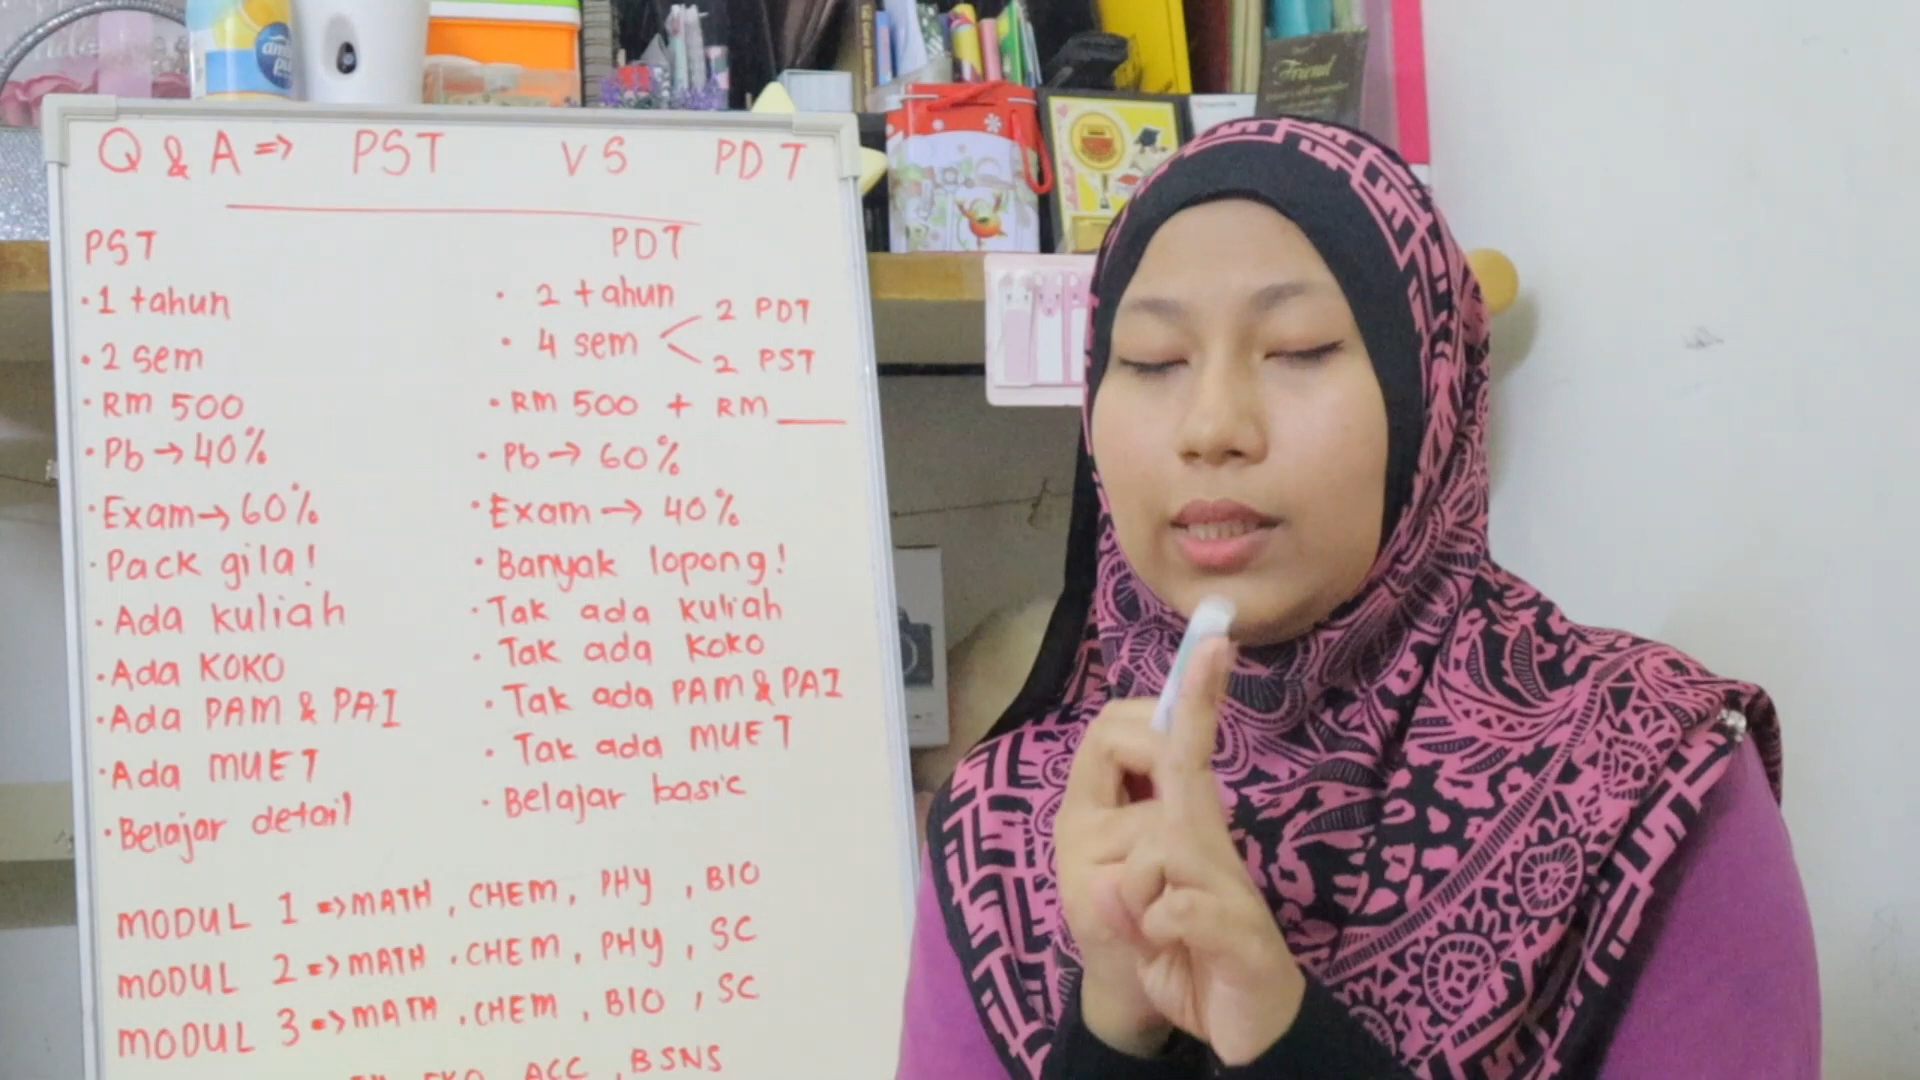 Q & A => PST VS PDT
PST
• 1 tahun
• 2 sem
• RM 500
• Pb → 40%
• Exam → 60%
• Pack gila!
• Ada kuliah
• Ada KOKO
• Ada PAM & PAI
• Ada MUET
• Belajar detail
PDT
• 2 tahun
• 4 sem < 2 PDT
2 PST
• RM 500 + RM ___
• Pb → 60%
• Exam → 40%
• Banyak lopong!
• Tak ada kuliah
• Tak ada KOKO
• Tak ada PAM & PAI
• Tak ada MUET
• Belajar basic
MODUL 1 => MATH, CHEM, PHY, BIO
MODUL 2 => MATH, CHEM, PHY, SC
MODUL 3 => MATH, CHEM, BIO, SC
ACC, BSNS
Friend